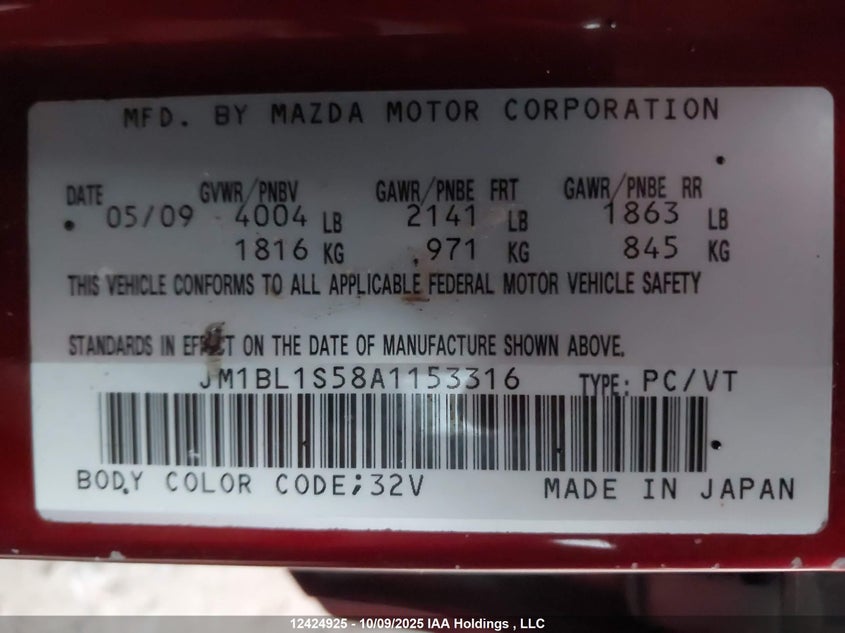 MFD. BY MAZDA MOTOR CORPORATION
DATE GVWR/PNBV GAWR/PNBE FRT GAWR/PNBE RR
05/09 4004 LB 2141 LB 1863 LB
1816 KG 971 KG 845 KG
THIS VEHICLE CONFORMS TO ALL APPLICABLE FEDERAL MOTOR VEHICLE SAFETY
STANDARDS IN EFFECT ON THE DATE OF MANUFACTURE SHOWN ABOVE.
JM1BL1S58A1153316 TYPE: PC/VT
BODY COLOR CODE;32V MADE IN JAPAN
12424925 - 10/09/2025 IAA Holdings , LLC